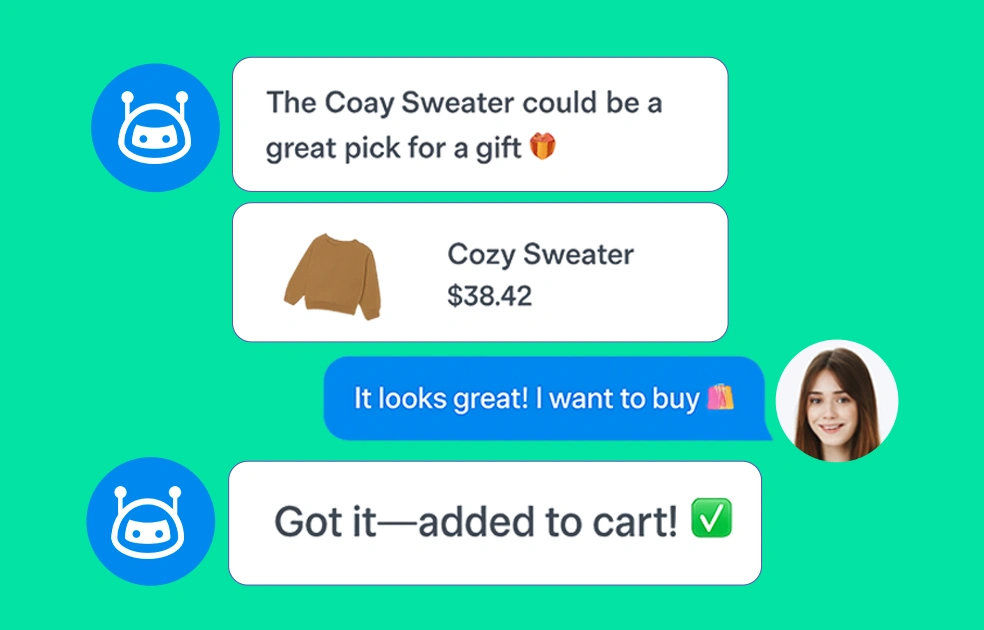 The Coay Sweater could be a
great pick for a gift 🎁
Cozy Sweater
$38.42
It looks great! I want to buy 🛍️
Got it—added to cart! ✅